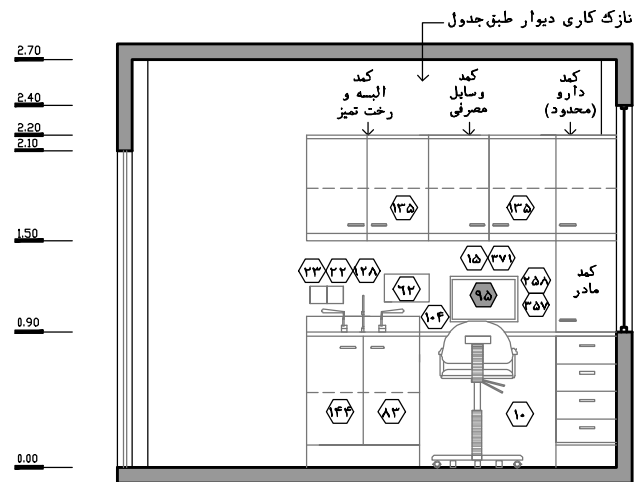 نازک کاری دیوار طبق جدول
2.70
2.40
2.20
2.10
1.50
0.90
0.00
کمد
البسه و
رخت تمیز
کمد
وسایل
مصرفی
کمد
دارو
(محدود)
۱۳۵
۱۳۵
۱۵
۳۷۱
۲۳
۲۲
۱۲۸
۶۲
۹۵
۲۵۸
۳۵۷
کمد
مادر
۱۰۴
۱۴۴
۸۳
۱۰